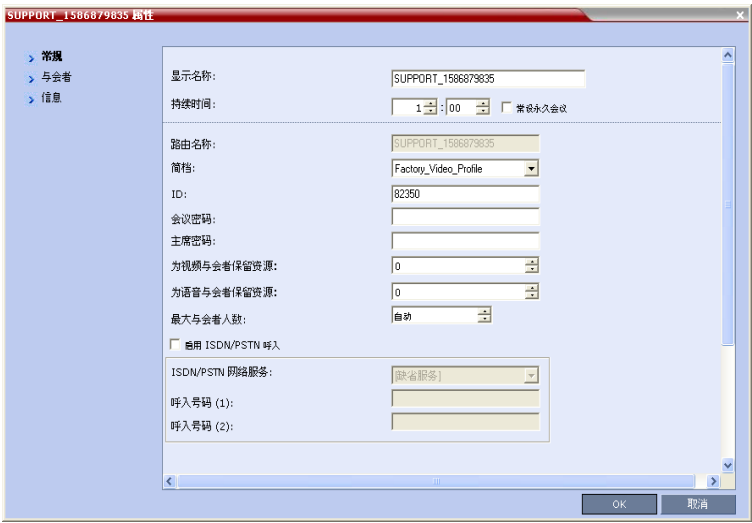 SUPPORT_1586879835 属性
常规
与会者
信息
显示名称: SUPPORT_1586879835
持续时间: 1 : 00 常设永久会议
路由名称: SUPPORT_1586879835
简档: Factory_Video_Profile
ID: 82350
会议密码:
主席密码:
为视频与会者保留资源: 0
为语音与会者保留资源: 0
最大与会者人数: 自动
启用 ISDN/PSTN 呼入
ISDN/PSTN 网络服务: [缺省服务]
呼入号码 (1):
呼入号码 (2):
OK 取消